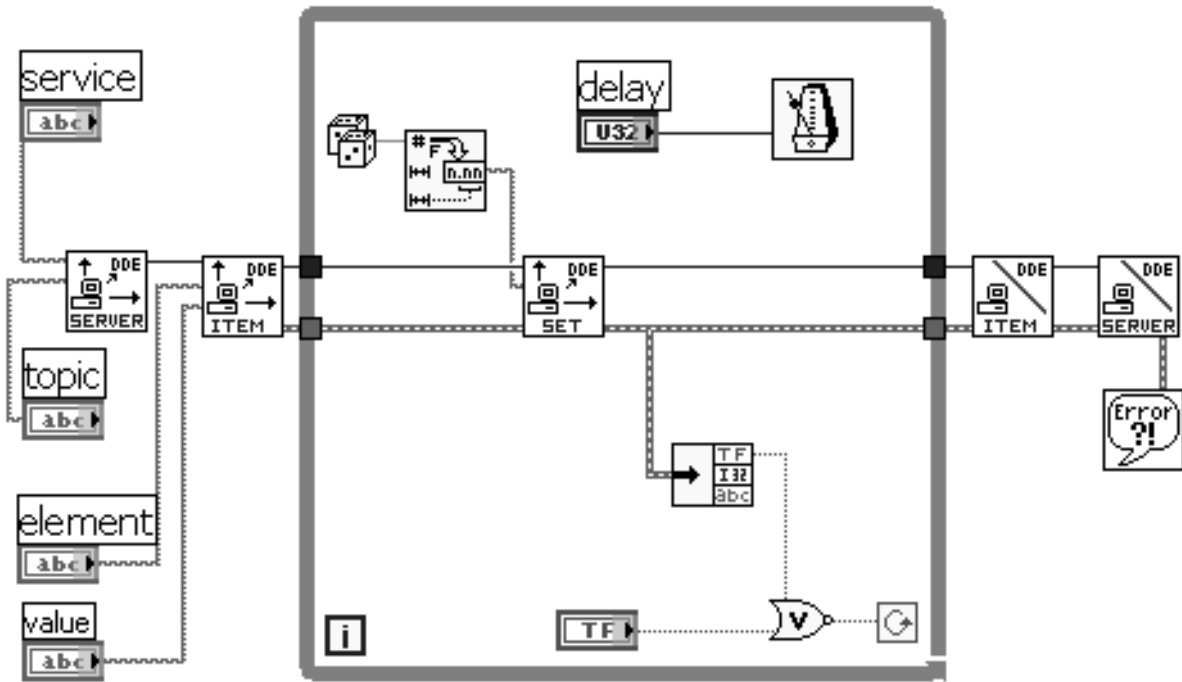 service
abc
delay
U32
#
F
n.nn
DDE
SERVER
DDE
ITEM
DDE
SET
DDE
ITEM
DDE
SERVER
topic
abc
Error
?!
TF
I32
abc
element
abc
value
abc
i
TF
V